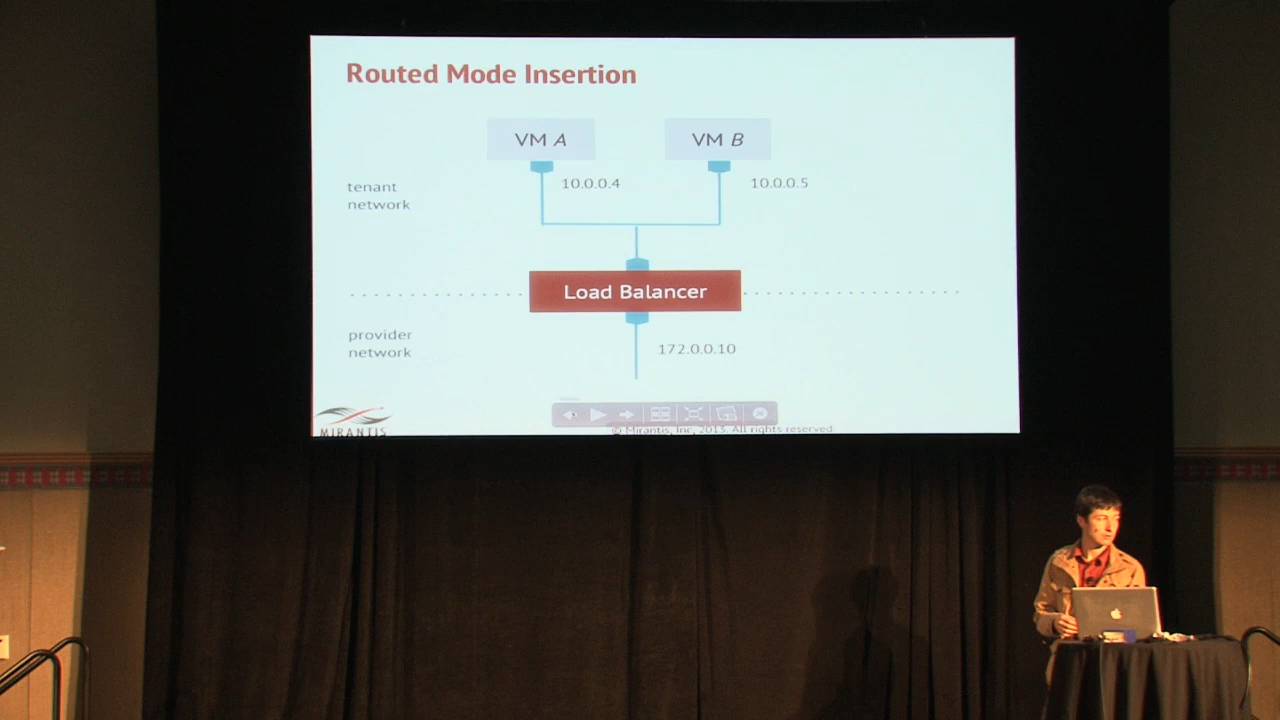 Routed Mode Insertion
VM A
VM B
10.0.0.4
10.0.0.5
tenant
network
Load Balancer
provider
network
172.0.0.10
MIRANTIS
© Mirantis, Inc, 2013. All rights reserved.